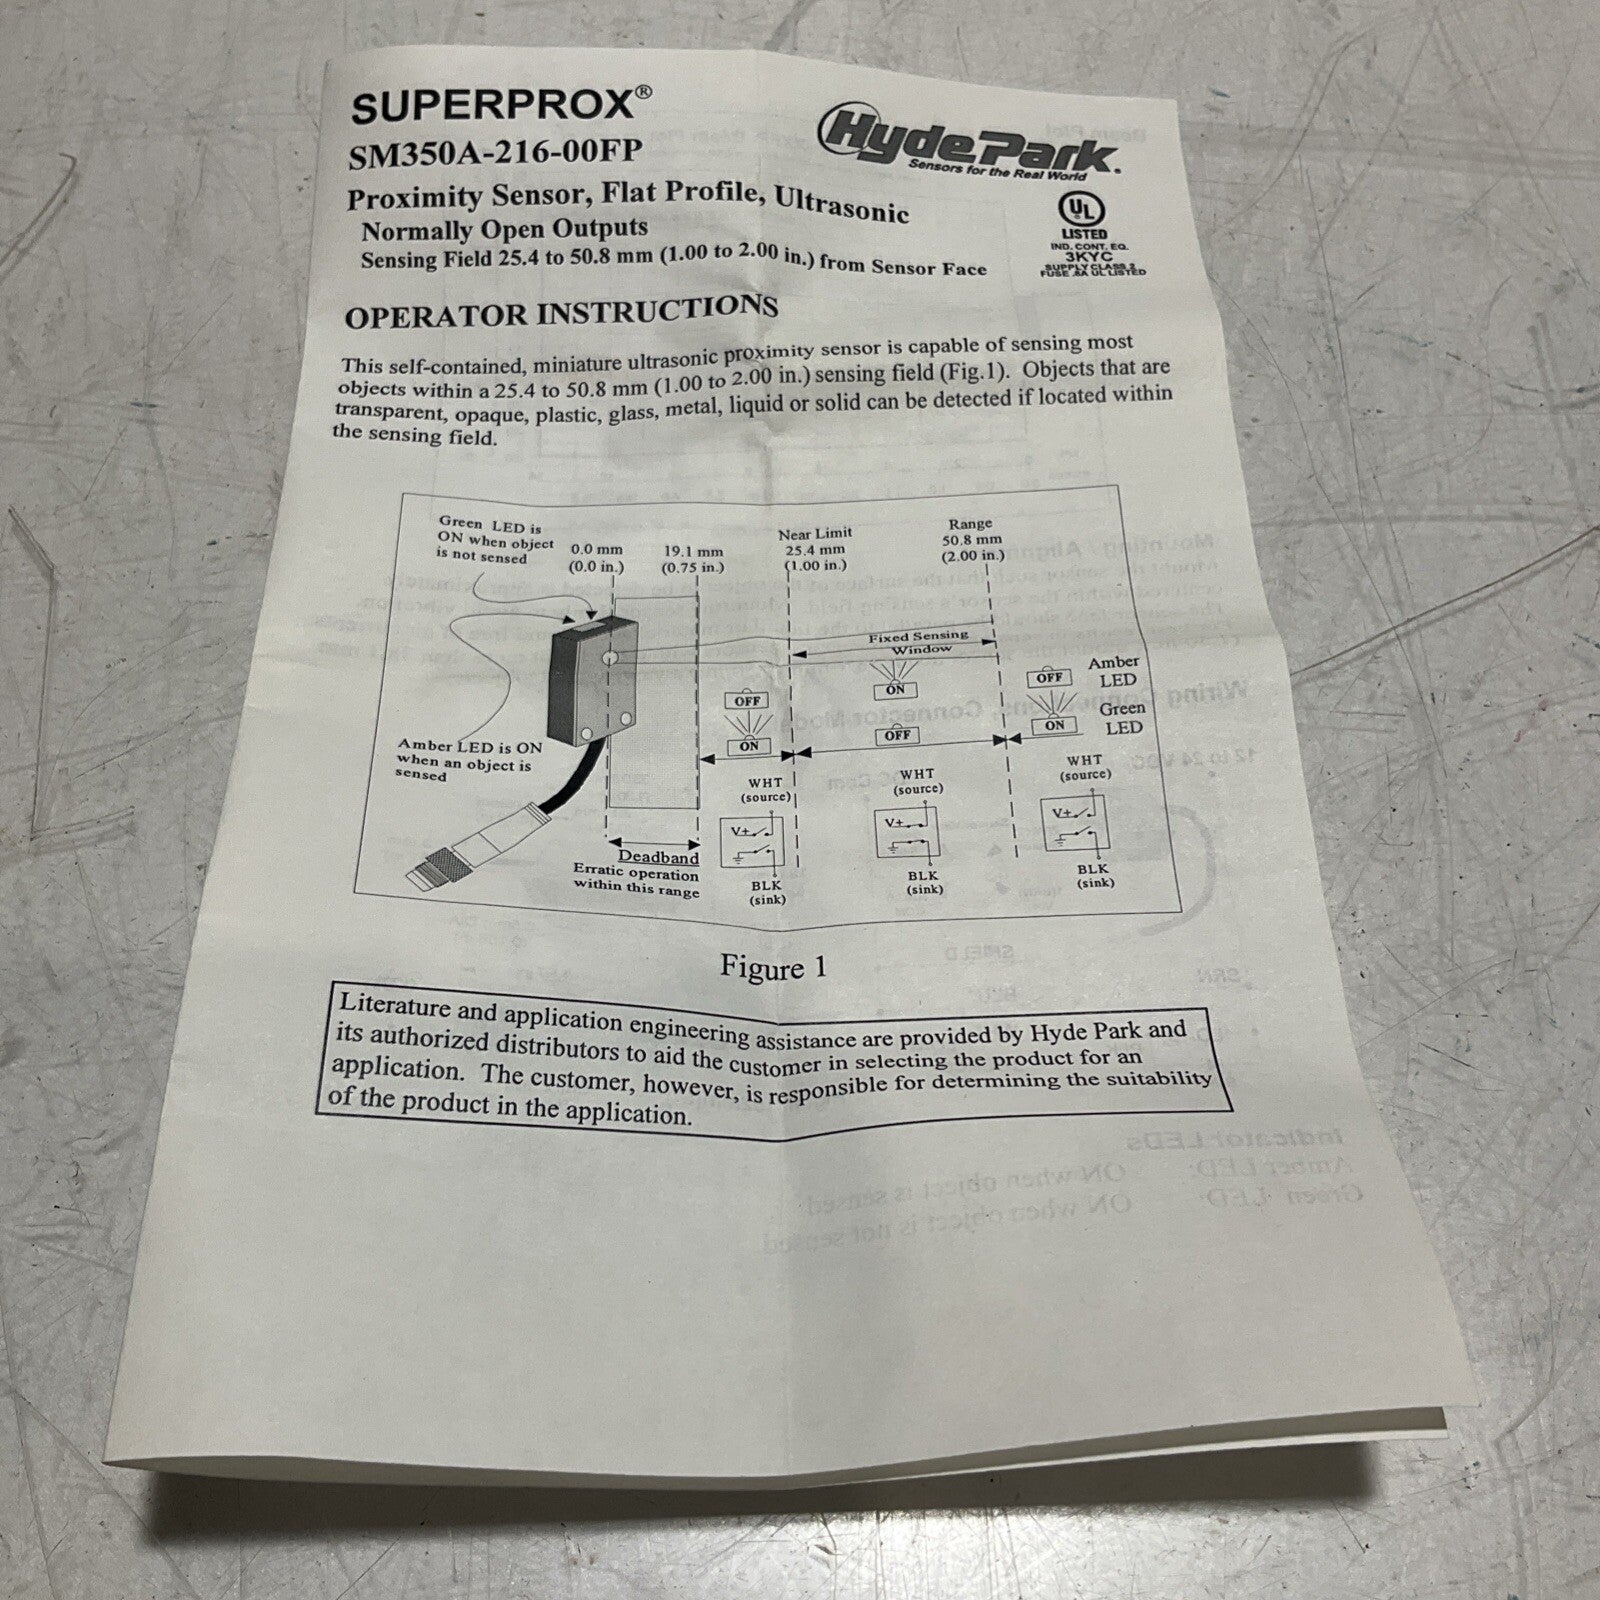 SUPERPROX®
SM350A-216-00FP
Proximity Sensor, Flat Profile, Ultrasonic
Normally Open Outputs
Sensing Field 25.4 to 50.8 mm (1.00 to 2.00 in.) from Sensor Face
HydePark.
Sensors for the Real World
UL
LISTED
IND. CONT. EQ.
3KYC
SUPPLY CLASS 2
FUSE .8A UL LISTED
OPERATOR INSTRUCTIONS
This self-contained, miniature ultrasonic proximity sensor is capable of sensing most
objects within a 25.4 to 50.8 mm (1.00 to 2.00 in.) sensing field (Fig.1). Objects that are
transparent, opaque, plastic, glass, metal, liquid or solid can be detected if located within
the sensing field.
Green LED is
ON when object
is not sensed
0.0 mm
(0.0 in.)
19.1 mm
(0.75 in.)
Near Limit
25.4 mm
(1.00 in.)
Range
50.8 mm
(2.00 in.)
Fixed Sensing
Window
OFF
ON
ON
OFF
OFF
ON
Amber
LED
Green
LED
Amber LED is ON
when an object is
sensed
WHT
(source)
V+
BLK
(sink)
WHT
(source)
V+
BLK
(sink)
WHT
(source)
V+
BLK
(sink)
Deadband
Erratic operation
within this range
Figure 1
Literature and application engineering assistance are provided by Hyde Park and
its authorized distributors to aid the customer in selecting the product for an
application. The customer, however, is responsible for determining the suitability
of the product in the application.